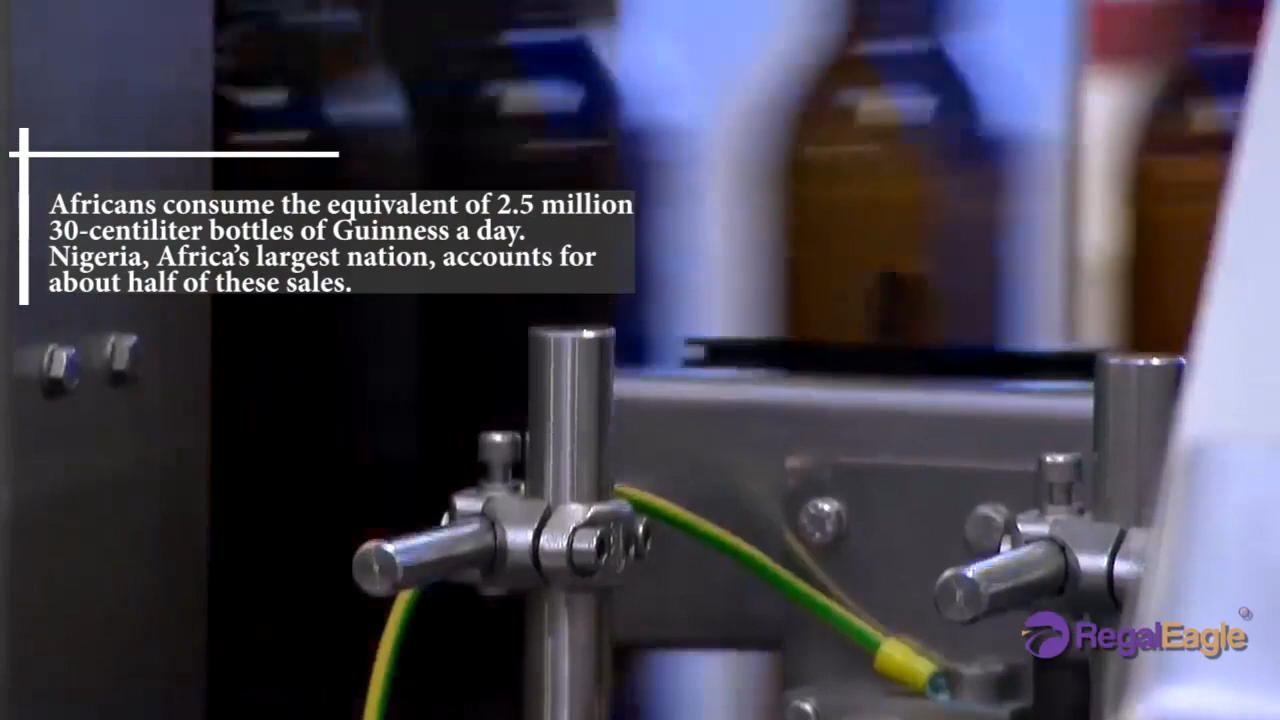 Africans consume the equivalent of 2.5 million
30-centiliter bottles of Guinness a day.
Nigeria, Africa’s largest nation, accounts for
about half of these sales.
RegalEagle